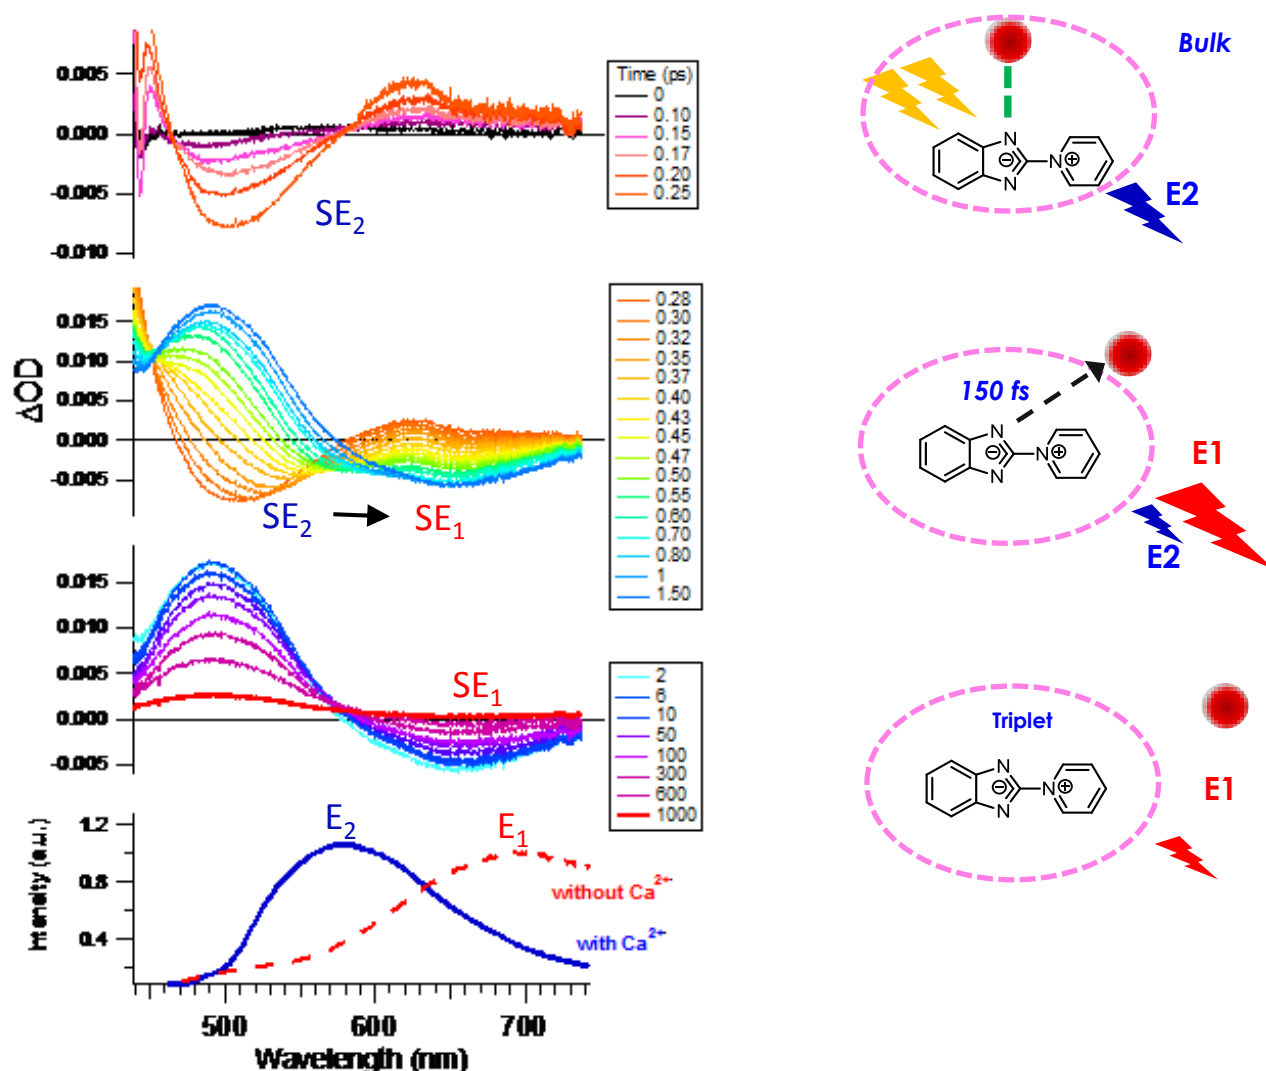 0.005
0.000
-0.005
-0.010
SE2
Time (ps)
0
0.10
0.15
0.17
0.20
0.25
0.015
0.010
0.005
0.000
-0.005
ΔOD
SE2
SE1
0.28
0.30
0.32
0.35
0.37
0.40
0.43
0.45
0.47
0.50
0.55
0.60
0.70
0.80
1
1.50
0.015
0.010
0.005
0.000
-0.005
SE1
2
6
10
50
100
300
600
1000
1.2
0.8
0.4
Intensity (a.u.)
E2
E1
without Ca2+
with Ca2+
500
600
700
Wavelength (nm)
Bulk
N
N
N
+
−
E2
150 fs
N
N
N
+
−
E1
E2
Triplet
N
N
N
+
−
E1